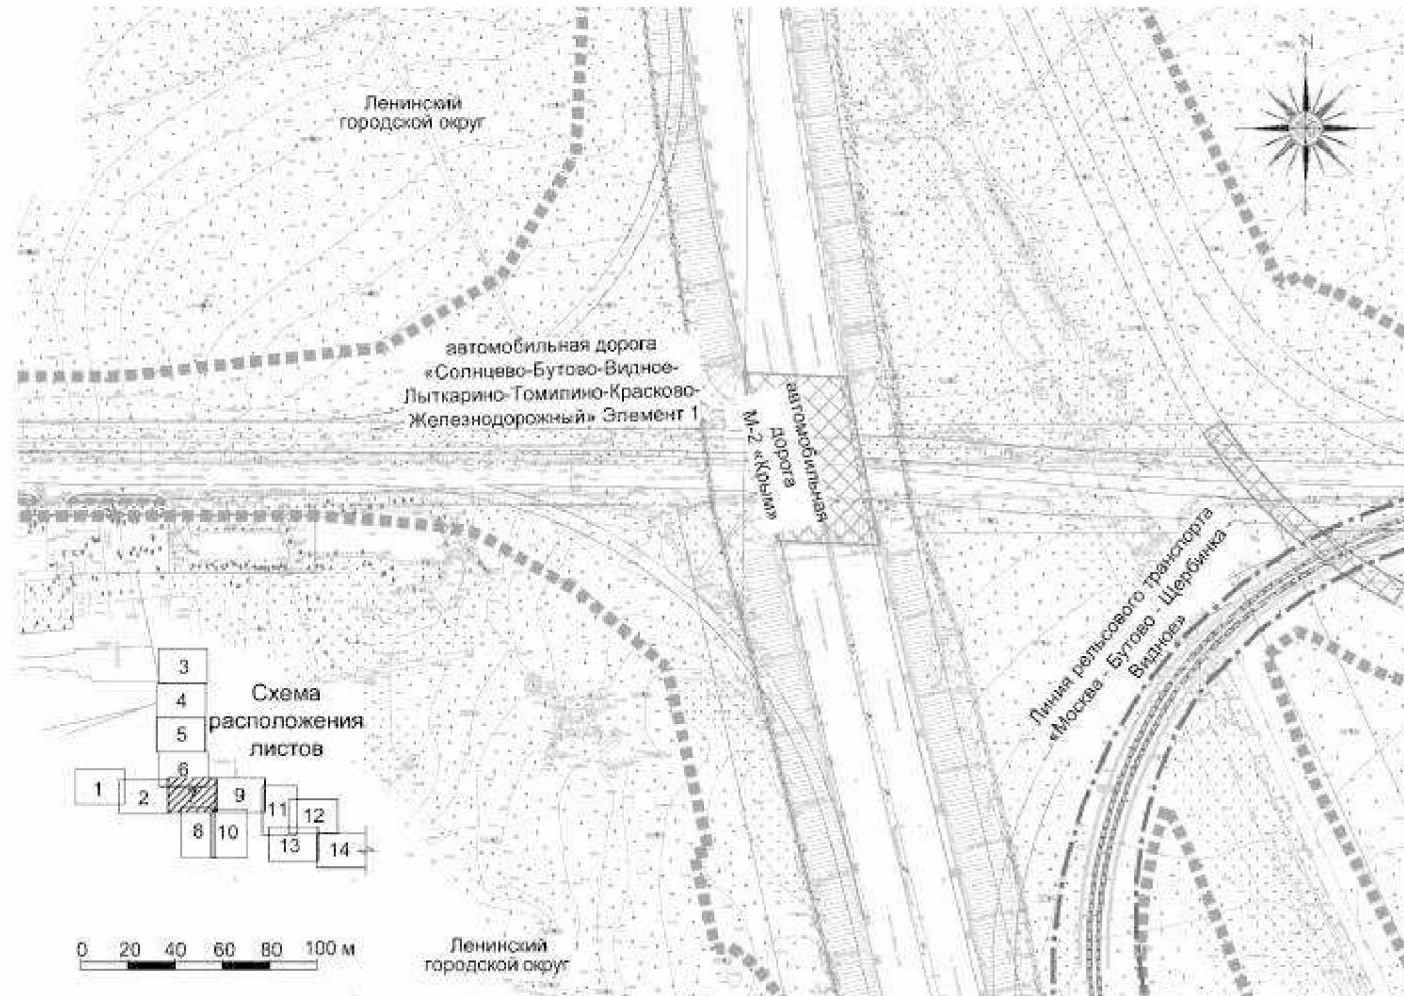 N
Ленинский
городской округ
автомобильная дорога
«Солнцево-Бутово-Видное-
Лыткарино-Томилино-Красково-
Железнодорожный» Элемент 1
автомобильная
дорога
М-2 «Крым»
Линия рельсового транспорта
«Москва - Бутово - Щербинка -
Видное»
Схема
расположения
листов
3
4
5
6
1
2
7
9
11
12
8
10
13
14
0 20 40 60 80 100 м
Ленинский
городской округ